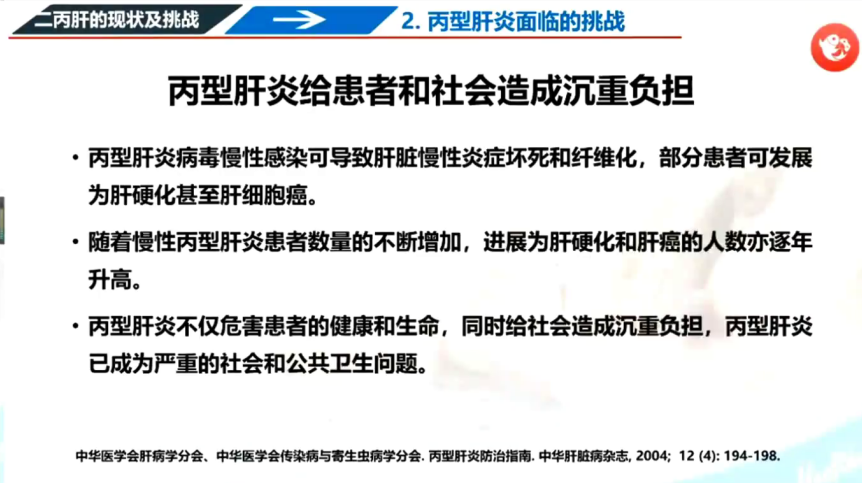 二丙肝的现状及挑战
2. 丙型肝炎面临的挑战
丙型肝炎给患者和社会造成沉重负担
• 丙型肝炎病毒慢性感染可导致肝脏慢性炎症坏死和纤维化，部分患者可发展
为肝硬化甚至肝细胞癌。
• 随着慢性丙型肝炎患者数量的不断增加，进展为肝硬化和肝癌的人数亦逐年
升高。
• 丙型肝炎不仅危害患者的健康和生命，同时给社会造成沉重负担，丙型肝炎
已成为严重的社会和公共卫生问题。
中华医学会肝病学分会、中华医学会传染病与寄生虫病学分会. 丙型肝炎防治指南. 中华肝脏病杂志, 2004; 12 (4): 194-198.